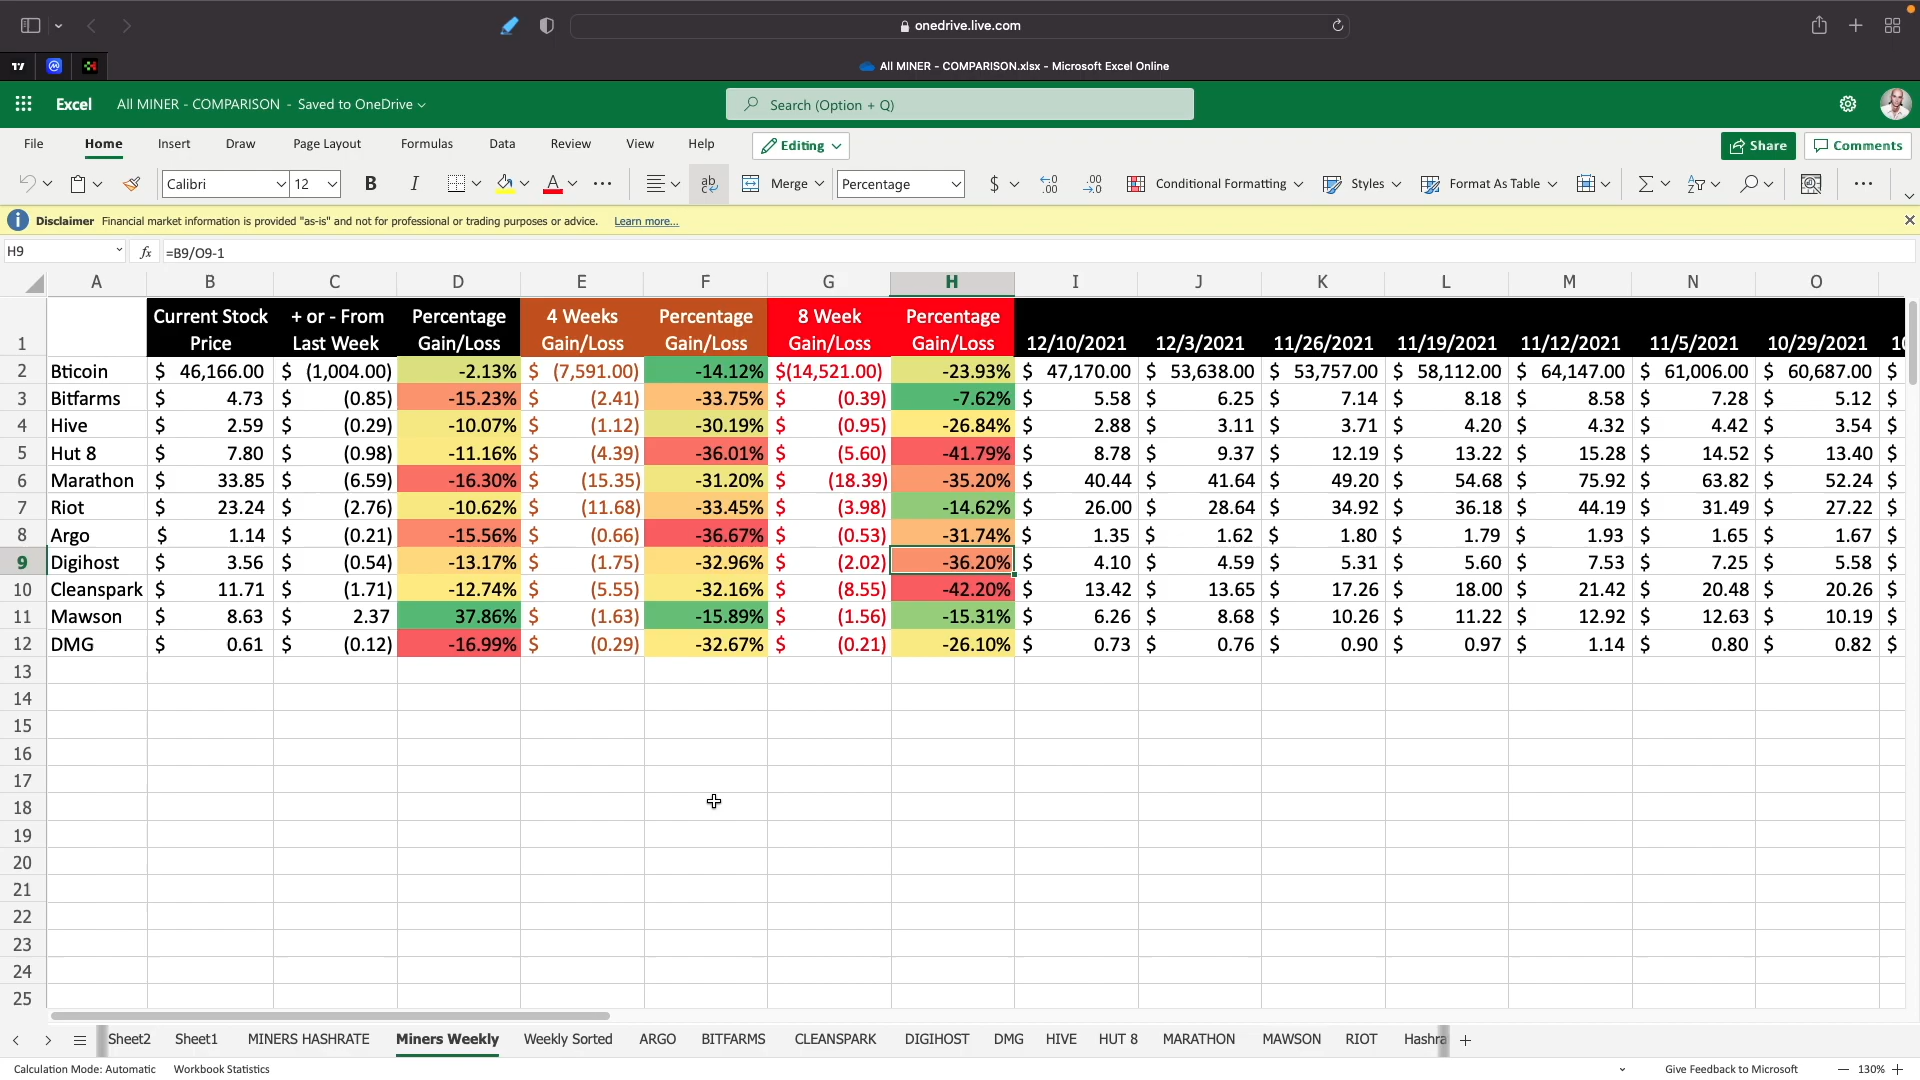 onedrive.live.com
All MINER - COMPARISON.xlsx - Microsoft Excel Online
Excel All MINER - COMPARISON - Saved to OneDrive Search (Option + Q)
File Home Insert Draw Page Layout Formulas Data Review View Help Editing Share Comments
Calibri 12 B I A ... ab Merge Percentage $ .00 .00 Conditional Formatting Styles Format As Table ...
Disclaimer Financial market information is provided "as-is" and not for professional or trading purposes or advice. Learn more...
H9 fx =B9/O9-1
A B C D E F G H I J K L M N O
Current Stock + or - From Percentage 4 Weeks Percentage 8 Week Percentage
1 Price Last Week Gain/Loss Gain/Loss Gain/Loss Gain/Loss Gain/Loss 12/10/2021 12/3/2021 11/26/2021 11/19/2021 11/12/2021 11/5/2021 10/29/2021 10
2 Bticoin $ 46,166.00 $ (1,004.00) -2.13% $ (7,591.00) -14.12% $(14,521.00) -23.93% $ 47,170.00 $ 53,638.00 $ 53,757.00 $ 58,112.00 $ 64,147.00 $ 61,006.00 $ 60,687.00 $
3 Bitfarms $ 4.73 $ (0.85) -15.23% $ (2.41) -33.75% $ (0.39) -7.62% $ 5.58 $ 6.25 $ 7.14 $ 8.18 $ 8.58 $ 7.28 $ 5.12 $
4 Hive $ 2.59 $ (0.29) -10.07% $ (1.12) -30.19% $ (0.95) -26.84% $ 2.88 $ 3.11 $ 3.71 $ 4.20 $ 4.32 $ 4.42 $ 3.54 $
5 Hut 8 $ 7.80 $ (0.98) -11.16% $ (4.39) -36.01% $ (5.60) -41.79% $ 8.78 $ 9.37 $ 12.19 $ 13.22 $ 15.28 $ 14.52 $ 13.40 $
6 Marathon $ 33.85 $ (6.59) -16.30% $ (15.35) -31.20% $ (18.39) -35.20% $ 40.44 $ 41.64 $ 49.20 $ 54.68 $ 75.92 $ 63.82 $ 52.24 $
7 Riot $ 23.24 $ (2.76) -10.62% $ (11.68) -33.45% $ (3.98) -14.62% $ 26.00 $ 28.64 $ 34.92 $ 36.18 $ 44.19 $ 31.49 $ 27.22 $
8 Argo $ 1.14 $ (0.21) -15.56% $ (0.66) -36.67% $ (0.53) -31.74% $ 1.35 $ 1.62 $ 1.80 $ 1.79 $ 1.93 $ 1.65 $ 1.67 $
9 Digihost $ 3.56 $ (0.54) -13.17% $ (1.75) -32.96% $ (2.02) -36.20% $ 4.10 $ 4.59 $ 5.31 $ 5.60 $ 7.53 $ 7.25 $ 5.58 $
10 Cleanspark $ 11.71 $ (1.71) -12.74% $ (5.55) -32.16% $ (8.55) -42.20% $ 13.42 $ 13.65 $ 17.26 $ 18.00 $ 21.42 $ 20.48 $ 20.26 $
11 Mawson $ 8.63 $ 2.37 37.86% $ (1.63) -15.89% $ (1.56) -15.31% $ 6.26 $ 8.68 $ 10.26 $ 11.22 $ 12.92 $ 12.63 $ 10.19 $
12 DMG $ 0.61 $ (0.12) -16.99% $ (0.29) -32.67% $ (0.21) -26.10% $ 0.73 $ 0.76 $ 0.90 $ 0.97 $ 1.14 $ 0.80 $ 0.82 $
13
14
15
16
17
18
19
20
21
22
23
24
25
Sheet2 Sheet1 MINERS HASHRATE Miners Weekly Weekly Sorted ARGO BITFARMS CLEANSPARK DIGIHOST DMG HIVE HUT 8 MARATHON MAWSON RIOT Hashra
Calculation Mode: Automatic Workbook Statistics Give Feedback to Microsoft 130%